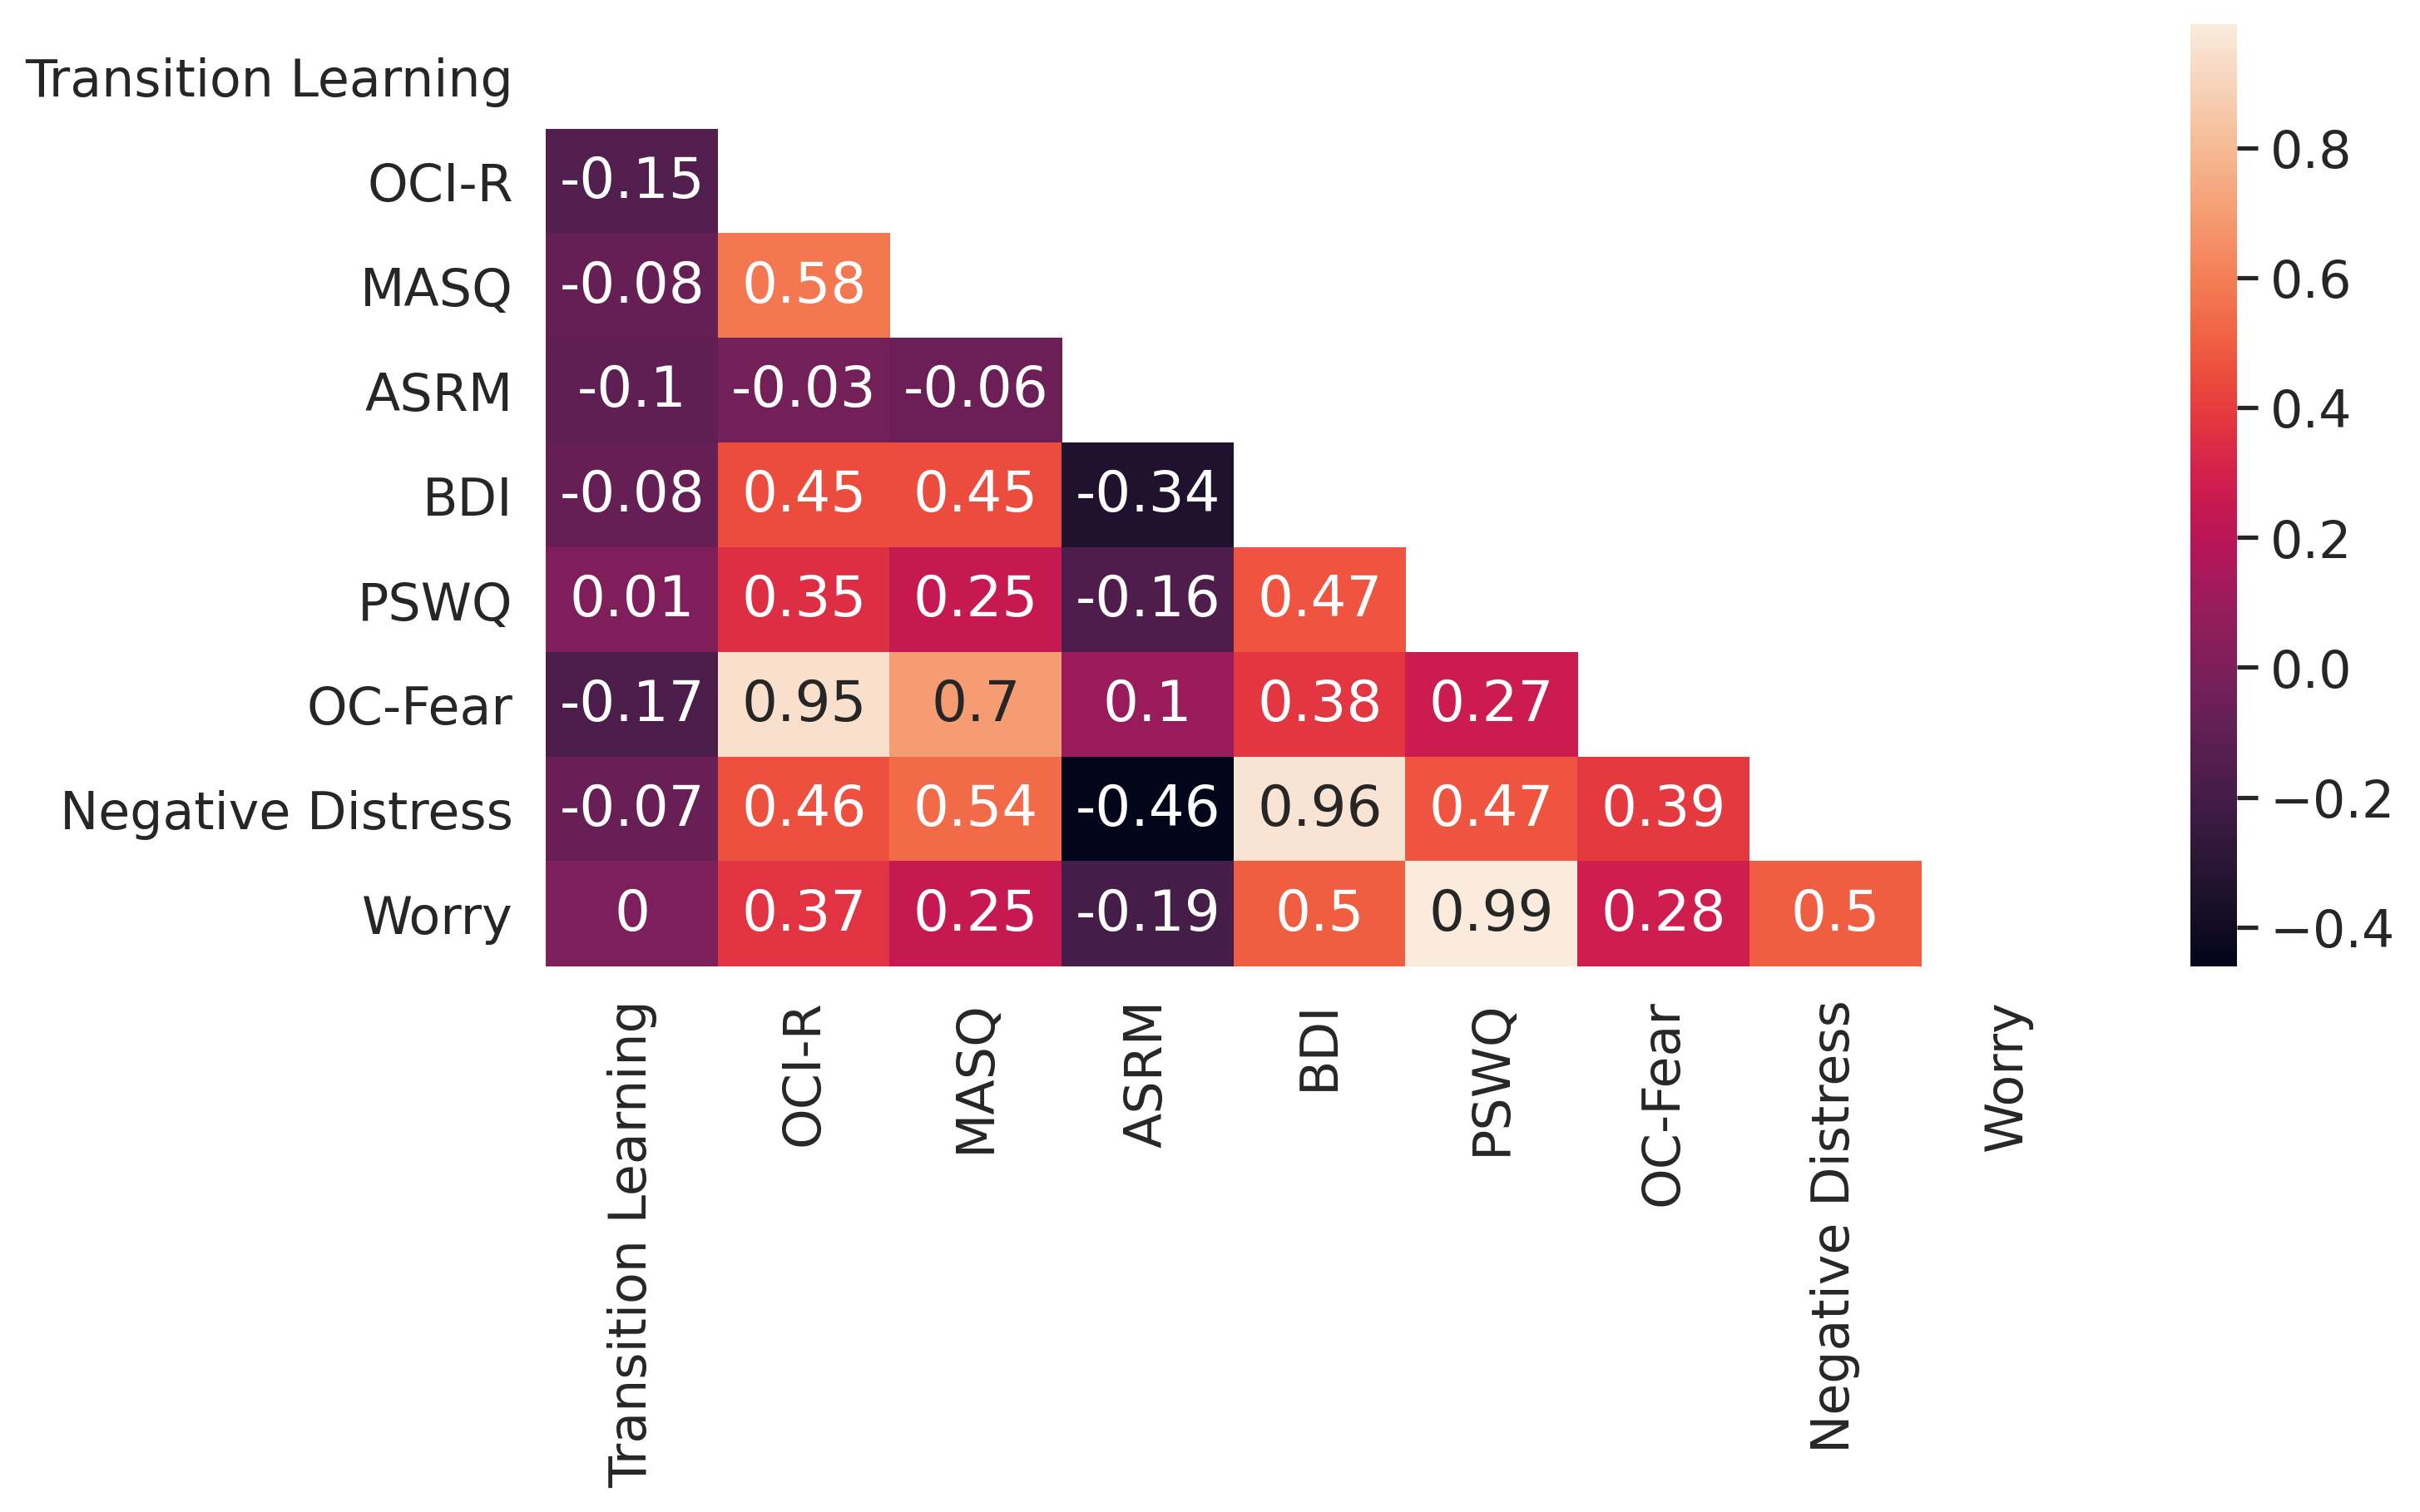 Transition Learning
OCI-R -0.15
MASQ -0.08 0.58
ASRM -0.1 -0.03 -0.06
BDI -0.08 0.45 0.45 -0.34
PSWQ 0.01 0.35 0.25 -0.16 0.47
OC-Fear -0.17 0.95 0.7 0.1 0.38 0.27
Negative Distress -0.07 0.46 0.54 -0.46 0.96 0.47 0.39
Worry 0 0.37 0.25 -0.19 0.5 0.99 0.28 0.5
Transition Learning
OCI-R
MASQ
ASRM
BDI
PSWQ
OC-Fear
Negative Distress
Worry
0.8
0.6
0.4
0.2
0.0
−0.2
−0.4